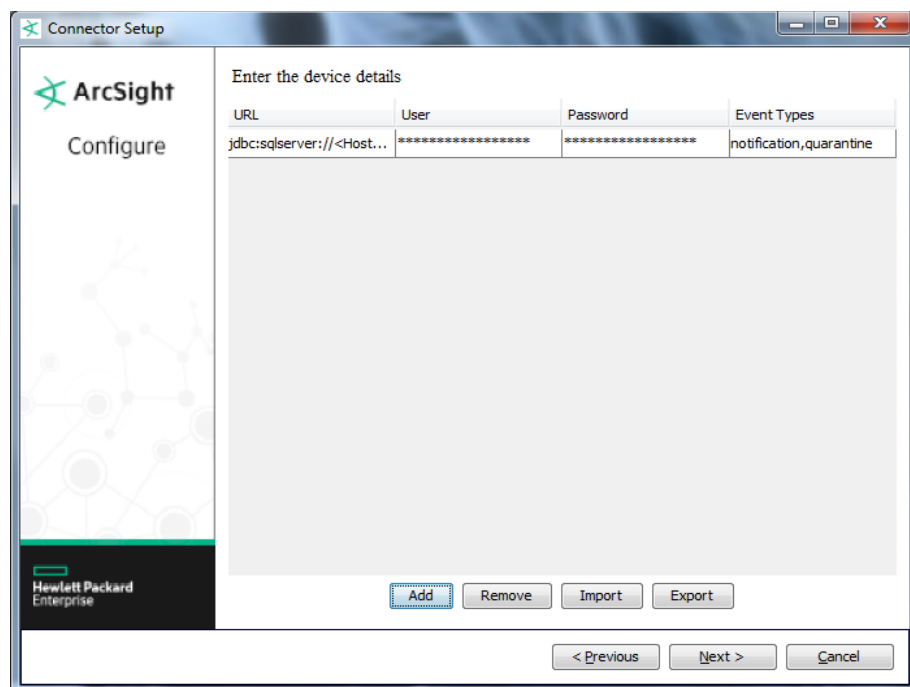 Connector Setup
ArcSight
Configure
Enter the device details
URL User Password Event Types
jdbc:sqlserver://<Host... ***************** ***************** notification,quarantine
Hewlett Packard
Enterprise
Add Remove Import Export
< Previous Next > Cancel